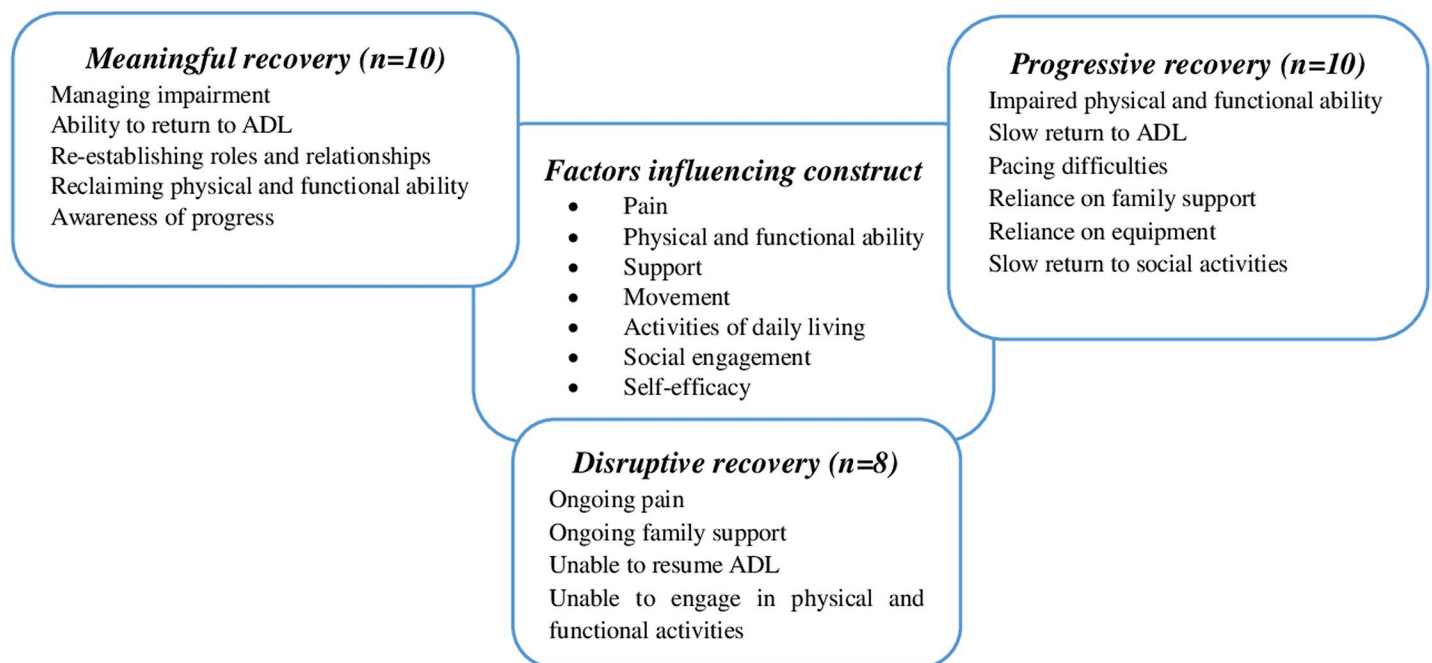 Meaningful recovery (n=10)
Managing impairment
Ability to return to ADL
Re-establishing roles and relationships
Reclaiming physical and functional ability
Awareness of progress
Progressive recovery (n=10)
Impaired physical and functional ability
Slow return to ADL
Pacing difficulties
Reliance on family support
Reliance on equipment
Slow return to social activities
Factors influencing construct
• Pain
• Physical and functional ability
• Support
• Movement
• Activities of daily living
• Social engagement
• Self-efficacy
Disruptive recovery (n=8)
Ongoing pain
Ongoing family support
Unable to resume ADL
Unable to engage in physical and
functional activities